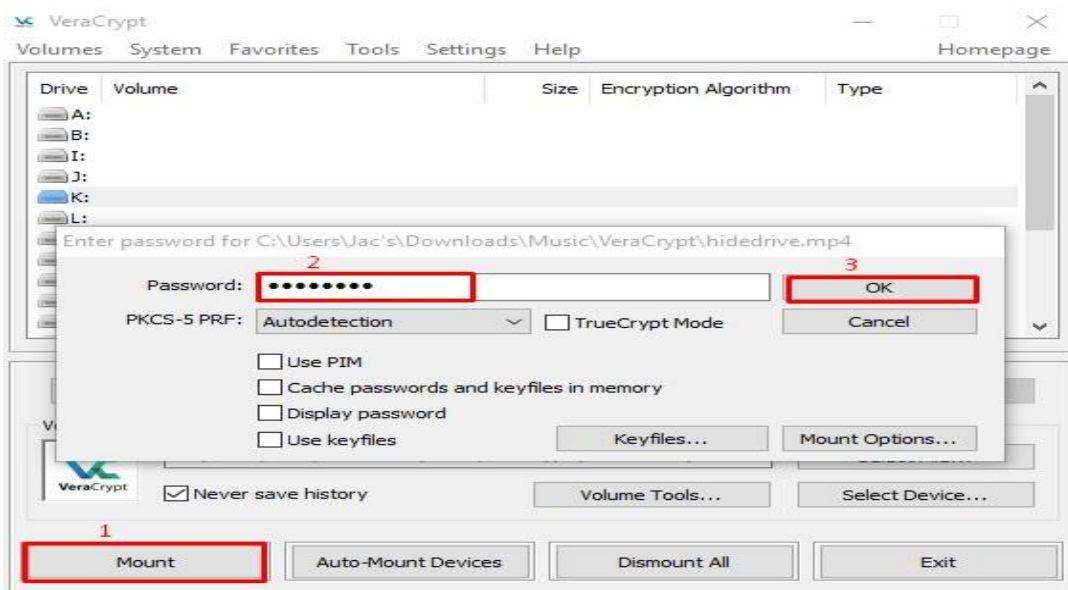 VeraCrypt
Volumes System Favorites Tools Settings Help Homepage
Drive Volume Size Encryption Algorithm Type
A:
B:
I:
J:
K:
L:
Enter password for C:\Users\Jac's\Downloads\Music\VeraCrypt\hidedrive.mp4
2 3
Password: •••••••• OK
PKCS-5 PRF: Autodetection TrueCrypt Mode Cancel
Use PIM
Cache passwords and keyfiles in memory
Display password
Use keyfiles Keyfiles... Mount Options...
VeraCrypt Never save history Volume Tools... Select Device...
1
Mount Auto-Mount Devices Dismount All Exit